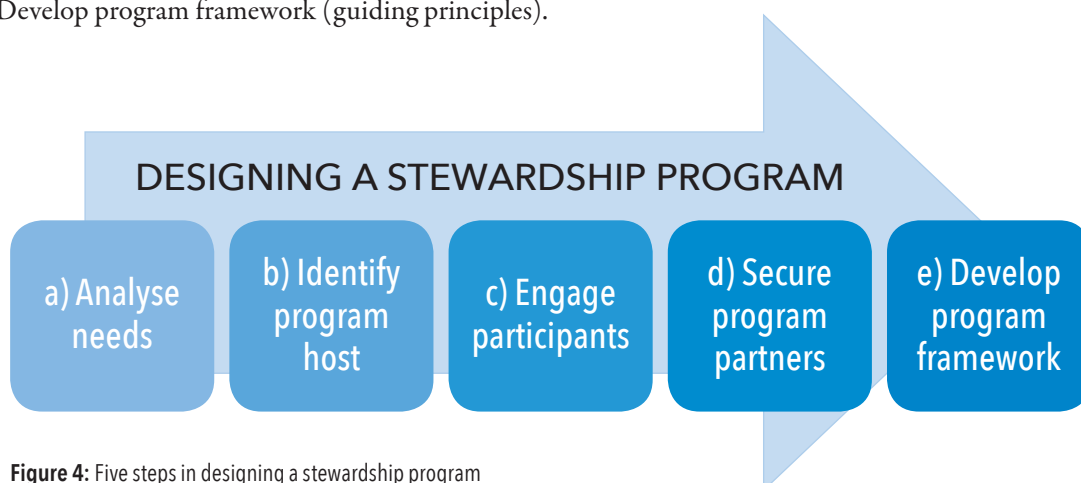 Develop program framework (guiding principles).
DESIGNING A STEWARDSHIP PROGRAM
a) Analyse
needs
b) Identify
program
host
c) Engage
participants
d) Secure
program
partners
e) Develop
program
framework
Figure 4: Five steps in designing a stewardship program